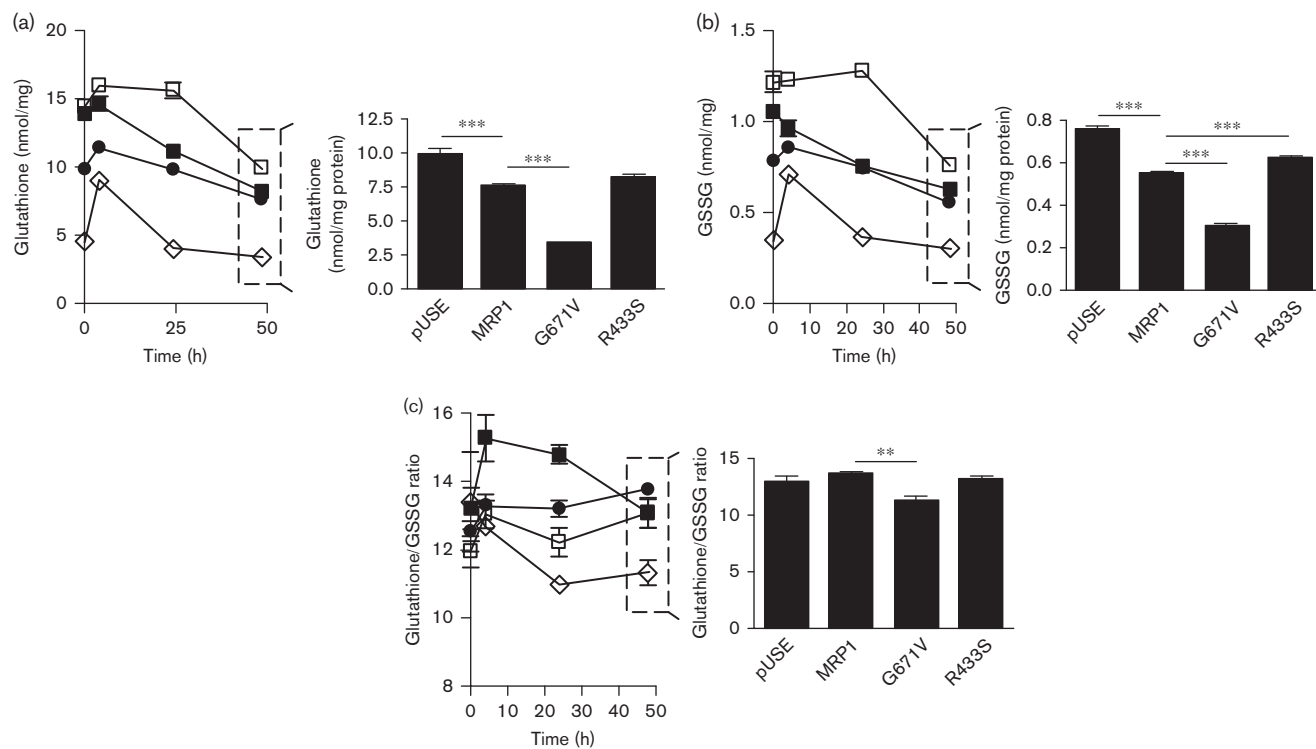 (a)
20
15
10
5
0
Glutathione (nmol/mg)
0 25 50
Time (h)
12.5
10.0
7.5
5.0
2.5
0.0
Glutathione
(nmol/mg protein)
***
***
pUSE MRP1 G671V R433S
(b)
1.5
1.0
0.5
0.0
GSSG (nmol/mg)
0 10 20 30 40 50
Time (h)
0.8
0.6
0.4
0.2
0.0
GSSG (nmol/mg protein)
***
***
***
pUSE MRP1 G671V R433S
(c)
16
14
12
10
8
Glutathione/GSSG ratio
0 10 20 30 40 50
Time (h)
15
10
5
0
Glutathione/GSSG ratio
**
pUSE MRP1 G671V R433S